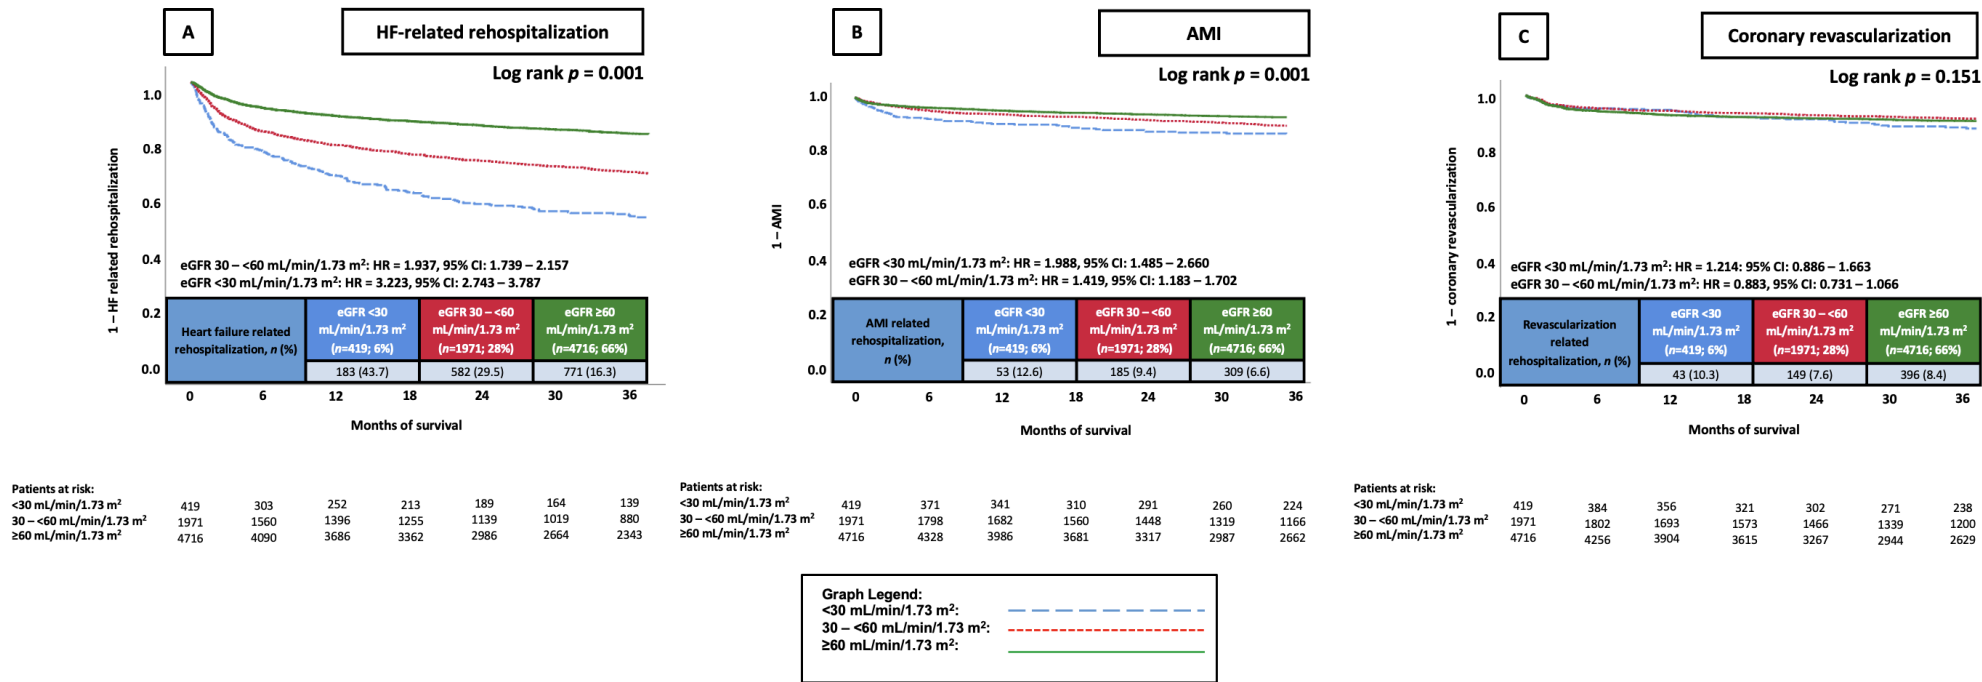 A
HF-related rehospitalization
Log rank p = 0.001
1 – HF related rehospitalization
1.0
0.8
0.6
0.4
0.2
0.0
eGFR 30 – <60 mL/min/1.73 m²: HR = 1.937, 95% CI: 1.739 – 2.157
eGFR <30 mL/min/1.73 m²: HR = 3.223, 95% CI: 2.743 – 3.787
Heart failure related
rehospitalization, n (%)
eGFR <30
mL/min/1.73 m²
(n=419; 6%)
eGFR 30 – <60
mL/min/1.73 m²
(n=1971; 28%)
eGFR ≥60
mL/min/1.73 m²
(n=4716; 66%)
183 (43.7)
582 (29.5)
771 (16.3)
0 6 12 18 24 30 36
Months of survival
Patients at risk:
<30 mL/min/1.73 m² 419 303 252 213 189 164 139
30 – <60 mL/min/1.73 m² 1971 1560 1396 1255 1139 1019 880
≥60 mL/min/1.73 m² 4716 4090 3686 3362 2986 2664 2343
B
AMI
Log rank p = 0.001
1 – AMI
1.0
0.8
0.6
0.4
0.2
0.0
eGFR <30 mL/min/1.73 m²: HR = 1.988, 95% CI: 1.485 – 2.660
eGFR 30 – <60 mL/min/1.73 m²: HR = 1.419, 95% CI: 1.183 – 1.702
AMI related
rehospitalization,
n (%)
eGFR <30
mL/min/1.73 m²
(n=419; 6%)
eGFR 30 – <60
mL/min/1.73 m²
(n=1971; 28%)
eGFR ≥60
mL/min/1.73 m²
(n=4716; 66%)
53 (12.6)
185 (9.4)
309 (6.6)
0 6 12 18 24 30 36
Months of survival
Patients at risk:
<30 mL/min/1.73 m² 419 371 341 310 291 260 224
30 – <60 mL/min/1.73 m² 1971 1798 1682 1560 1448 1319 1166
≥60 mL/min/1.73 m² 4716 4328 3986 3681 3317 2987 2662
C
Coronary revascularization
Log rank p = 0.151
1 – coronary revascularization
1.0
0.8
0.6
0.4
0.2
0.0
eGFR <30 mL/min/1.73 m²: HR = 1.214: 95% CI: 0.886 – 1.663
eGFR 30 – <60 mL/min/1.73 m²: HR = 0.883, 95% CI: 0.731 – 1.066
Revascularization
related
rehospitalization, n (%)
eGFR <30
mL/min/1.73 m²
(n=419; 6%)
eGFR 30 – <60
mL/min/1.73 m²
(n=1971; 28%)
eGFR ≥60
mL/min/1.73 m²
(n=4716; 66%)
43 (10.3)
149 (7.6)
396 (8.4)
0 6 12 18 24 30 36
Months of survival
Patients at risk:
<30 mL/min/1.73 m² 419 384 356 321 302 271 238
30 – <60 mL/min/1.73 m² 1971 1802 1693 1573 1466 1339 1200
≥60 mL/min/1.73 m² 4716 4256 3904 3615 3267 2944 2629
Graph Legend:
<30 mL/min/1.73 m²:
30 – <60 mL/min/1.73 m²:
≥60 mL/min/1.73 m²: